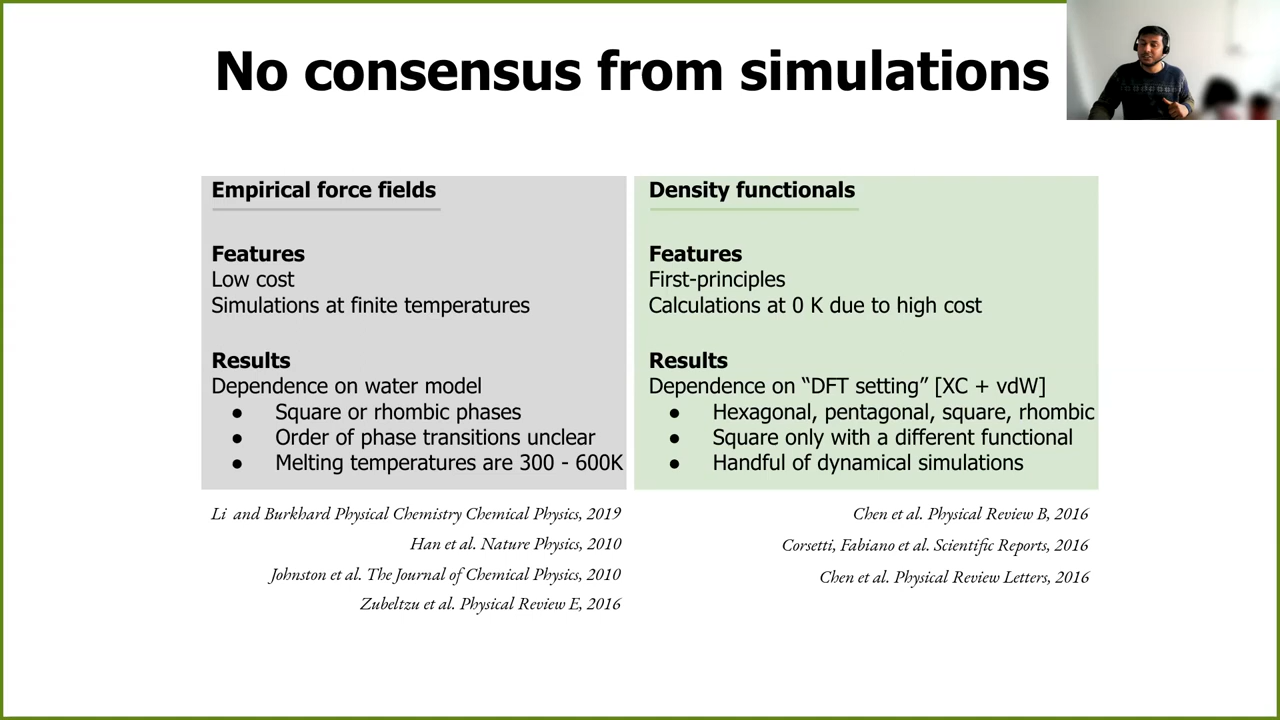 No consensus from simulations
Empirical force fields
Features
Low cost
Simulations at finite temperatures
Results
Dependence on water model
● Square or rhombic phases
● Order of phase transitions unclear
● Melting temperatures are 300 - 600K
Li and Burkhard Physical Chemistry Chemical Physics, 2019
Han et al. Nature Physics, 2010
Johnston et al. The Journal of Chemical Physics, 2010
Zubeltzu et al. Physical Review E, 2016
Density functionals
Features
First-principles
Calculations at 0 K due to high cost
Results
Dependence on “DFT setting” [XC + vdW]
● Hexagonal, pentagonal, square, rhombic
● Square only with a different functional
● Handful of dynamical simulations
Chen et al. Physical Review B, 2016
Corsetti, Fabiano et al. Scientific Reports, 2016
Chen et al. Physical Review Letters, 2016